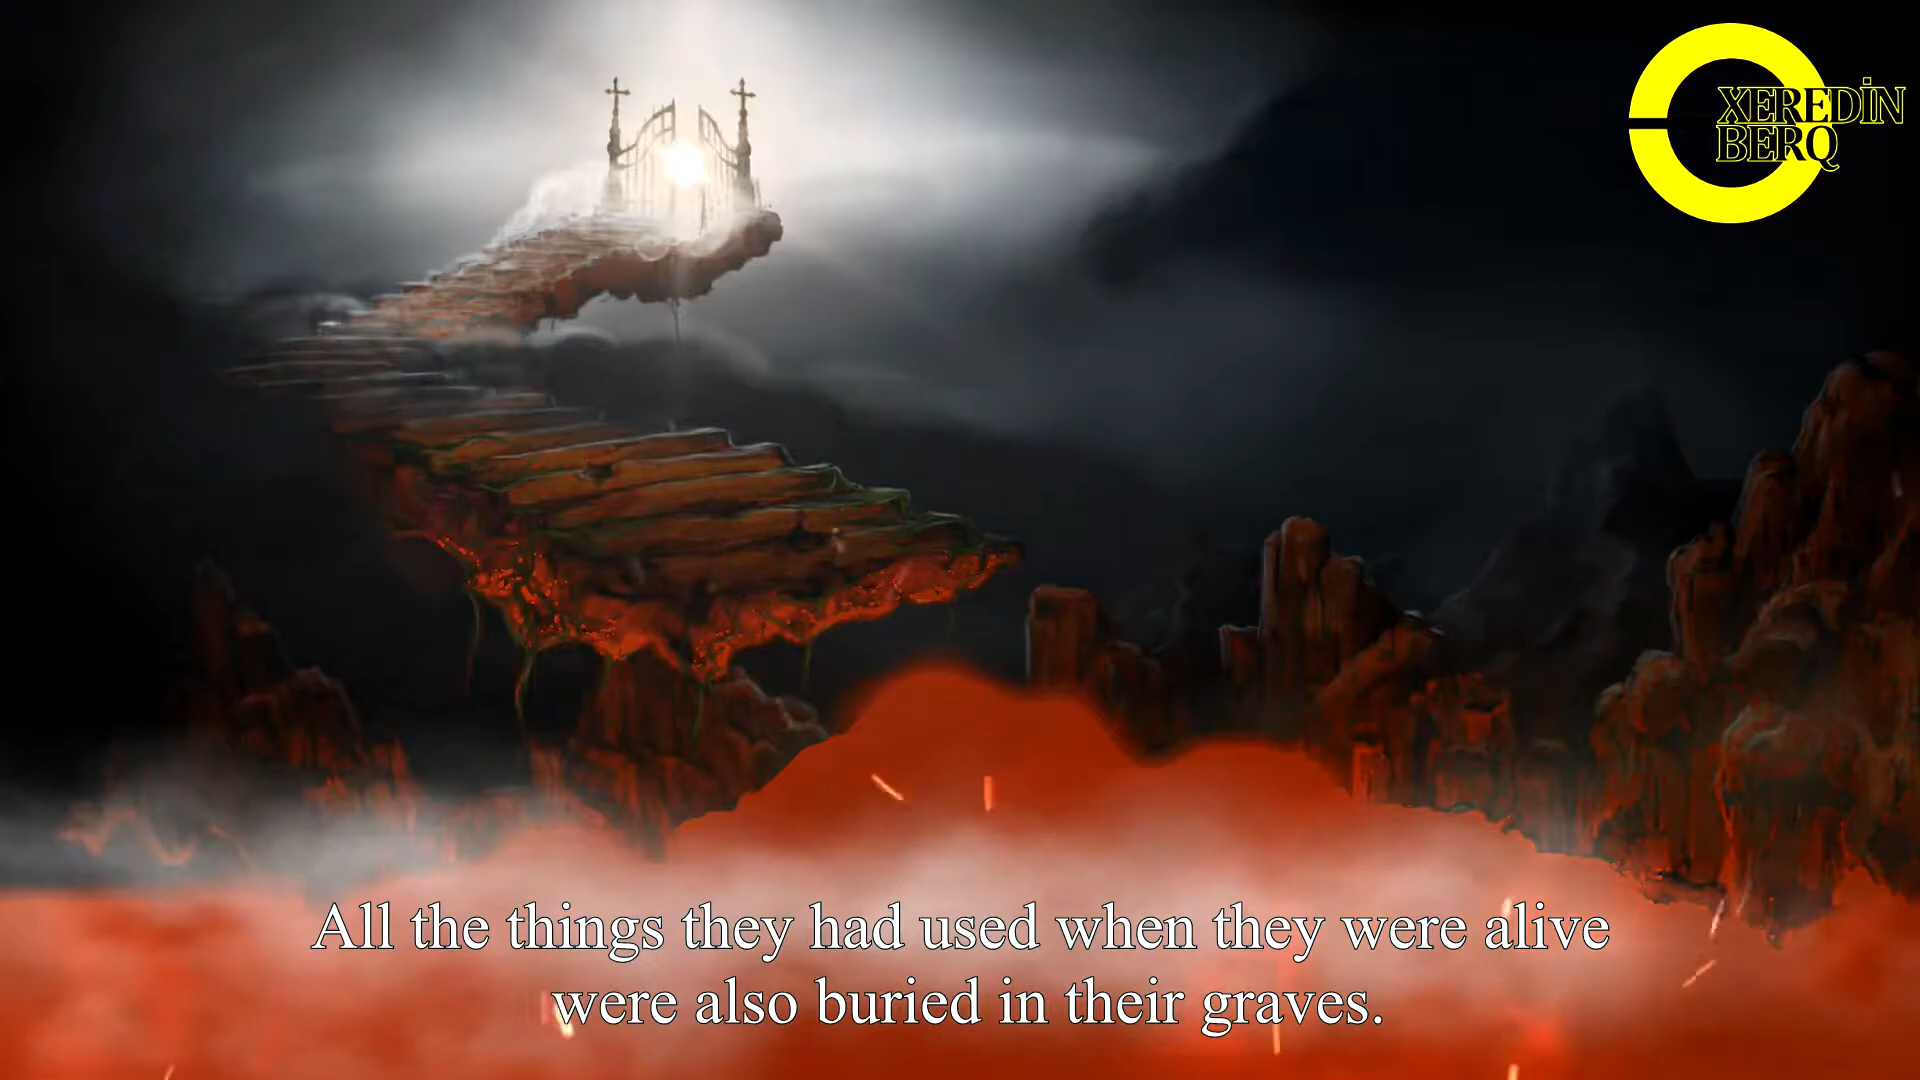 XEREDİN
BERQ
All the things they had used when they were alive
were also buried in their graves.